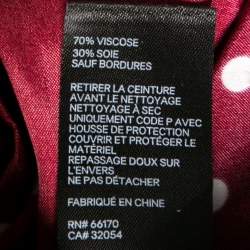 70% VISCOSE
30% SOIE
SAUF BORDURES
RETIRER LA CEINTURE
AVANT LE NETTOYAGE
NETTOYAGE À SEC
UNIQUEMENT CODE P AVEC
HOUSSE DE PROTECTION
COUVRIR ET PROTÉGER LE
MATÉRIEL
REPASSAGE DOUX SUR
L'ENVERS
NE PAS DÉTACHER
FABRIQUÉ EN CHINE
RN# 66170
CA# 32054